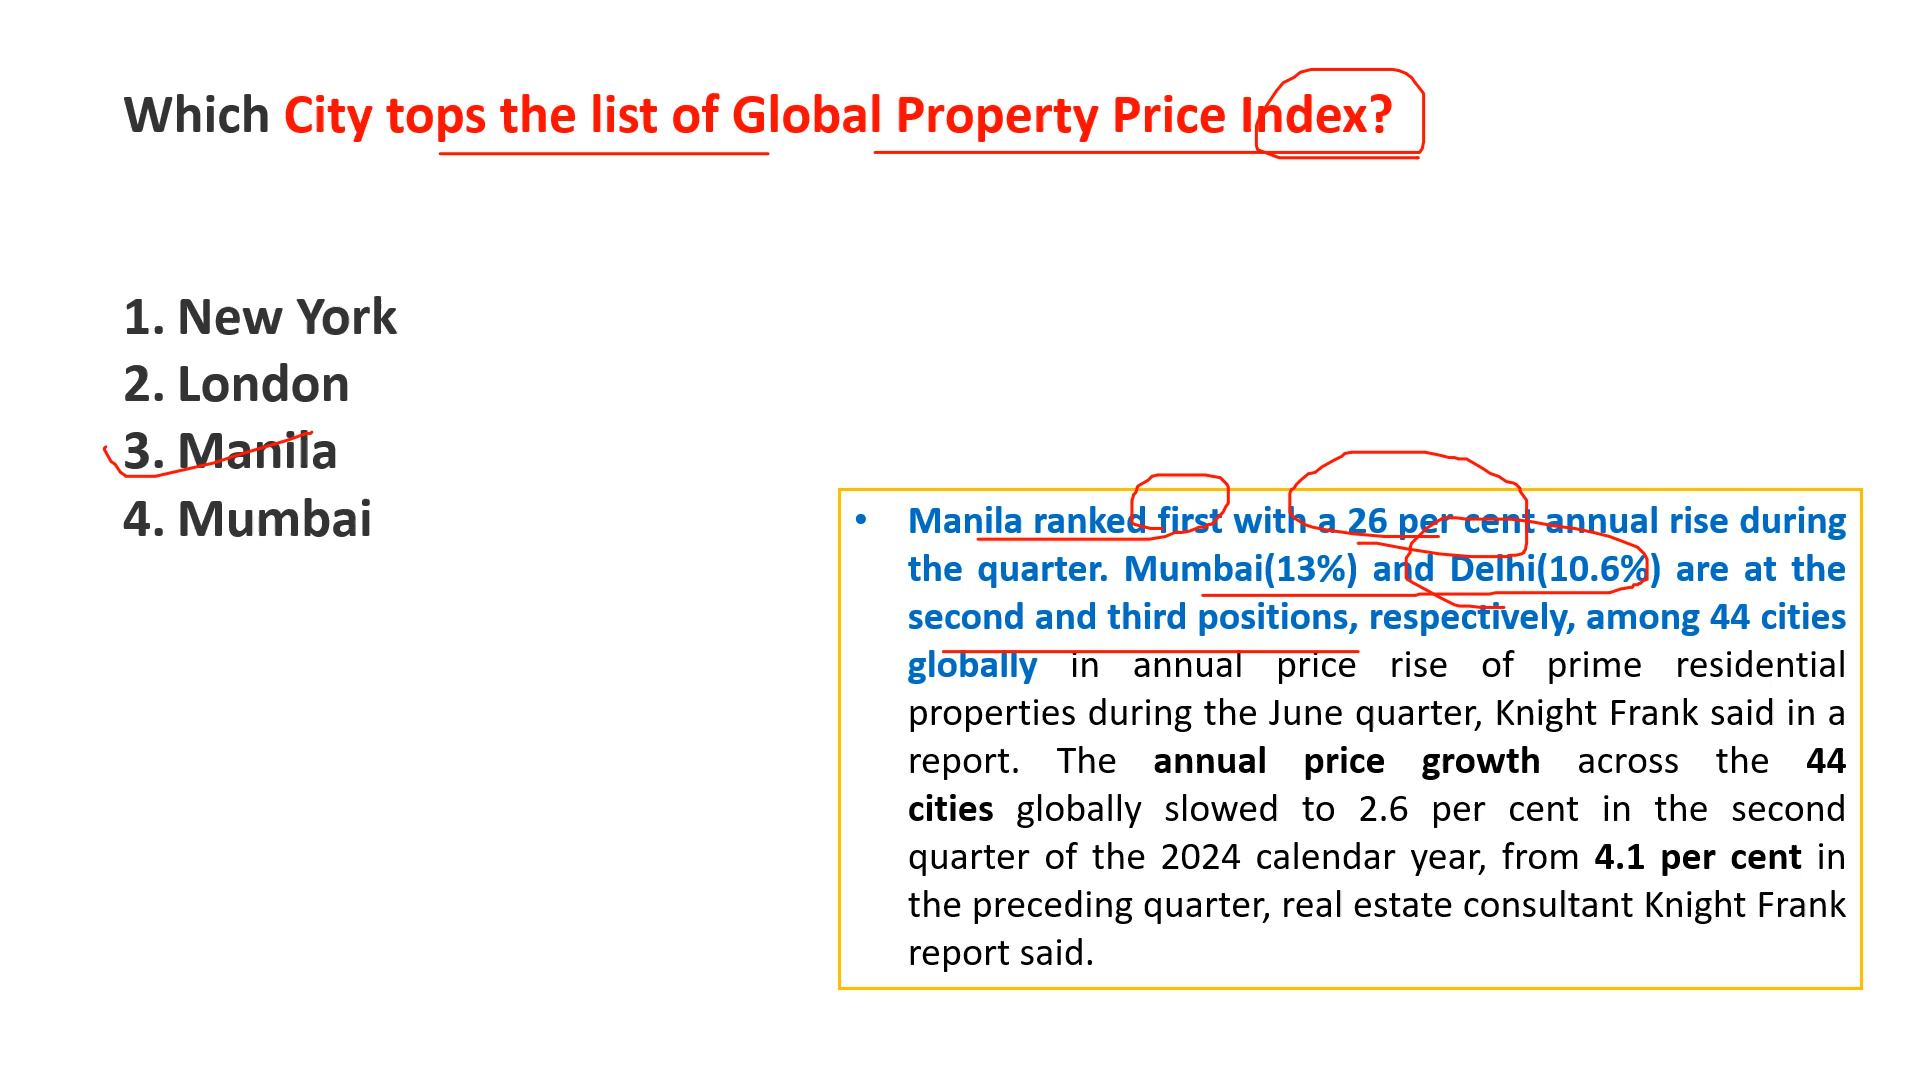 Which City tops the list of Global Property Price Index?
1. New York
2. London
3. Manila
4. Mumbai
• Manila ranked first with a 26 per cent annual rise during
the quarter. Mumbai(13%) and Delhi(10.6%) are at the
second and third positions, respectively, among 44 cities
globally in annual price rise of prime residential
properties during the June quarter, Knight Frank said in a
report. The annual price growth across the 44
cities globally slowed to 2.6 per cent in the second
quarter of the 2024 calendar year, from 4.1 per cent in
the preceding quarter, real estate consultant Knight Frank
report said.